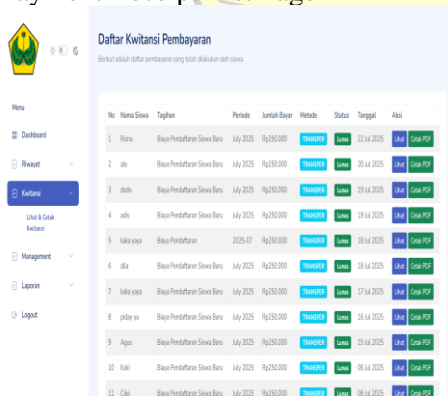 Daftar Kwitansi Pembayaran
Berikut adalah daftar pembayaran yang telah dilakukan oleh siswa.
Menu
Dashboard
Riwayat
Kwitansi
Lihat & Cetak
Kwitansi
Management
Laporan
Logout
No Nama Siswa Tagihan Periode Jumlah Bayar Metode Status Tanggal Aksi
1 Biaya Pendaftaran Siswa Baru July 2025 Rp250.000 TRANSFER Lunas 22 Jul 2025 Lihat Cetak PDF
2 alo Biaya Pendaftaran Siswa Baru July 2025 Rp250.000 TRANSFER Lunas 20 Jul 2025 Lihat Cetak PDF
3 dodo Biaya Pendaftaran Siswa Baru July 2025 Rp250.000 TRANSFER Lunas 19 Jul 2025 Lihat Cetak PDF
4 adis Biaya Pendaftaran Siswa Baru July 2025 Rp250.000 TRANSFER Lunas 19 Jul 2025 Lihat Cetak PDF
5 kaka yaya Biaya Pendaftaran 2025-07 Rp250.000 TRANSFER Lunas 18 Jul 2025 Lihat Cetak PDF
6 dila Biaya Pendaftaran Siswa Baru July 2025 Rp250.000 TRANSFER Lunas 18 Jul 2025 Lihat Cetak PDF
7 kaka yaya Biaya Pendaftaran Siswa Baru July 2025 Rp250.000 TRANSFER Lunas 17 Jul 2025 Lihat Cetak PDF
8 piday ya Biaya Pendaftaran Siswa Baru July 2025 Rp250.000 TRANSFER Lunas 16 Jul 2025 Lihat Cetak PDF
9 Agus Biaya Pendaftaran Siswa Baru July 2025 Rp250.000 TRANSFER Lunas 15 Jul 2025 Lihat Cetak PDF
10 Koki Biaya Pendaftaran Siswa Baru July 2025 Rp250.000 TRANSFER Lunas 06 Jul 2025 Lihat Cetak PDF
11 Ciko Biaya Pendaftaran Siswa Baru July 2025 Rp250.000 TRANSFER Lunas 06 Jul 2025 Lihat Cetak PDF